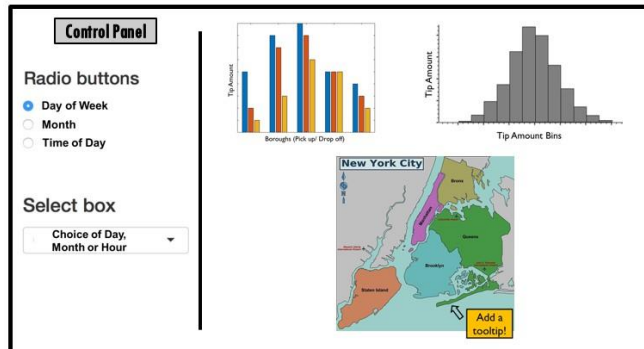 Control Panel
Radio buttons
Day of Week
Month
Time of Day
Select box
Choice of Day,
Month or Hour
Tip Amount
Boroughs (Pick up/ Drop off)
Tip Amount
Tip Amount Bins
New York City
Bronx
Manhattan
Queens
Brooklyn
Staten Island
Add a
tooltip!